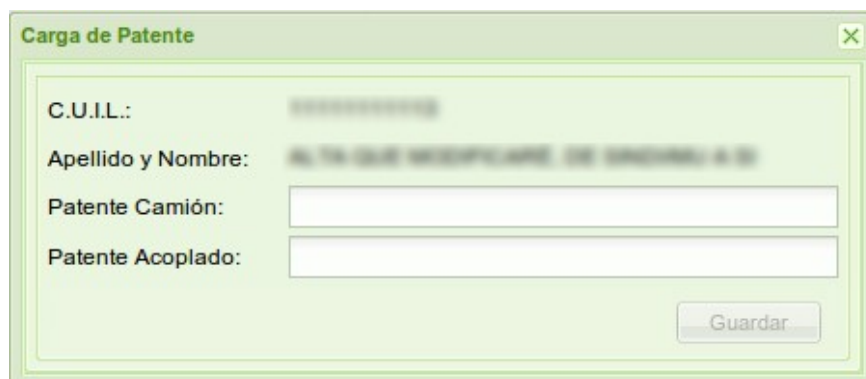 Carga de Patente
C.U.I.L.:
Apellido y Nombre:
Patente Camión:
Patente Acoplado:
Guardar